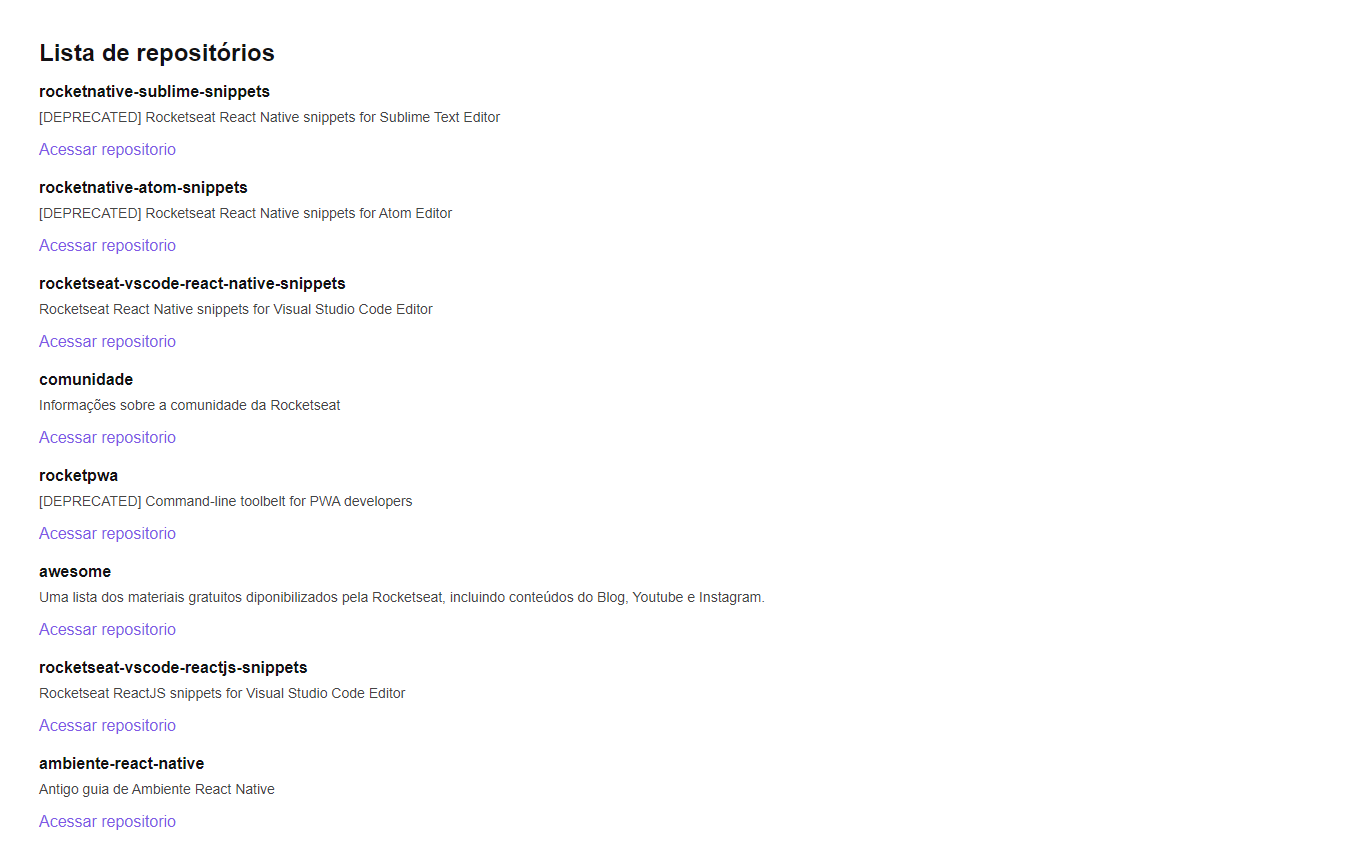 Lista de repositórios
rocketnative-sublime-snippets
[DEPRECATED] Rocketseat React Native snippets for Sublime Text Editor
Acessar repositorio
rocketnative-atom-snippets
[DEPRECATED] Rocketseat React Native snippets for Atom Editor
Acessar repositorio
rocketseat-vscode-react-native-snippets
Rocketseat React Native snippets for Visual Studio Code Editor
Acessar repositorio
comunidade
Informações sobre a comunidade da Rocketseat
Acessar repositorio
rocketpwa
[DEPRECATED] Command-line toolbelt for PWA developers
Acessar repositorio
awesome
Uma lista dos materiais gratuitos diponibilizados pela Rocketseat, incluindo conteúdos do Blog, Youtube e Instagram.
Acessar repositorio
rocketseat-vscode-reactjs-snippets
Rocketseat ReactJS snippets for Visual Studio Code Editor
Acessar repositorio
ambiente-react-native
Antigo guia de Ambiente React Native
Acessar repositorio